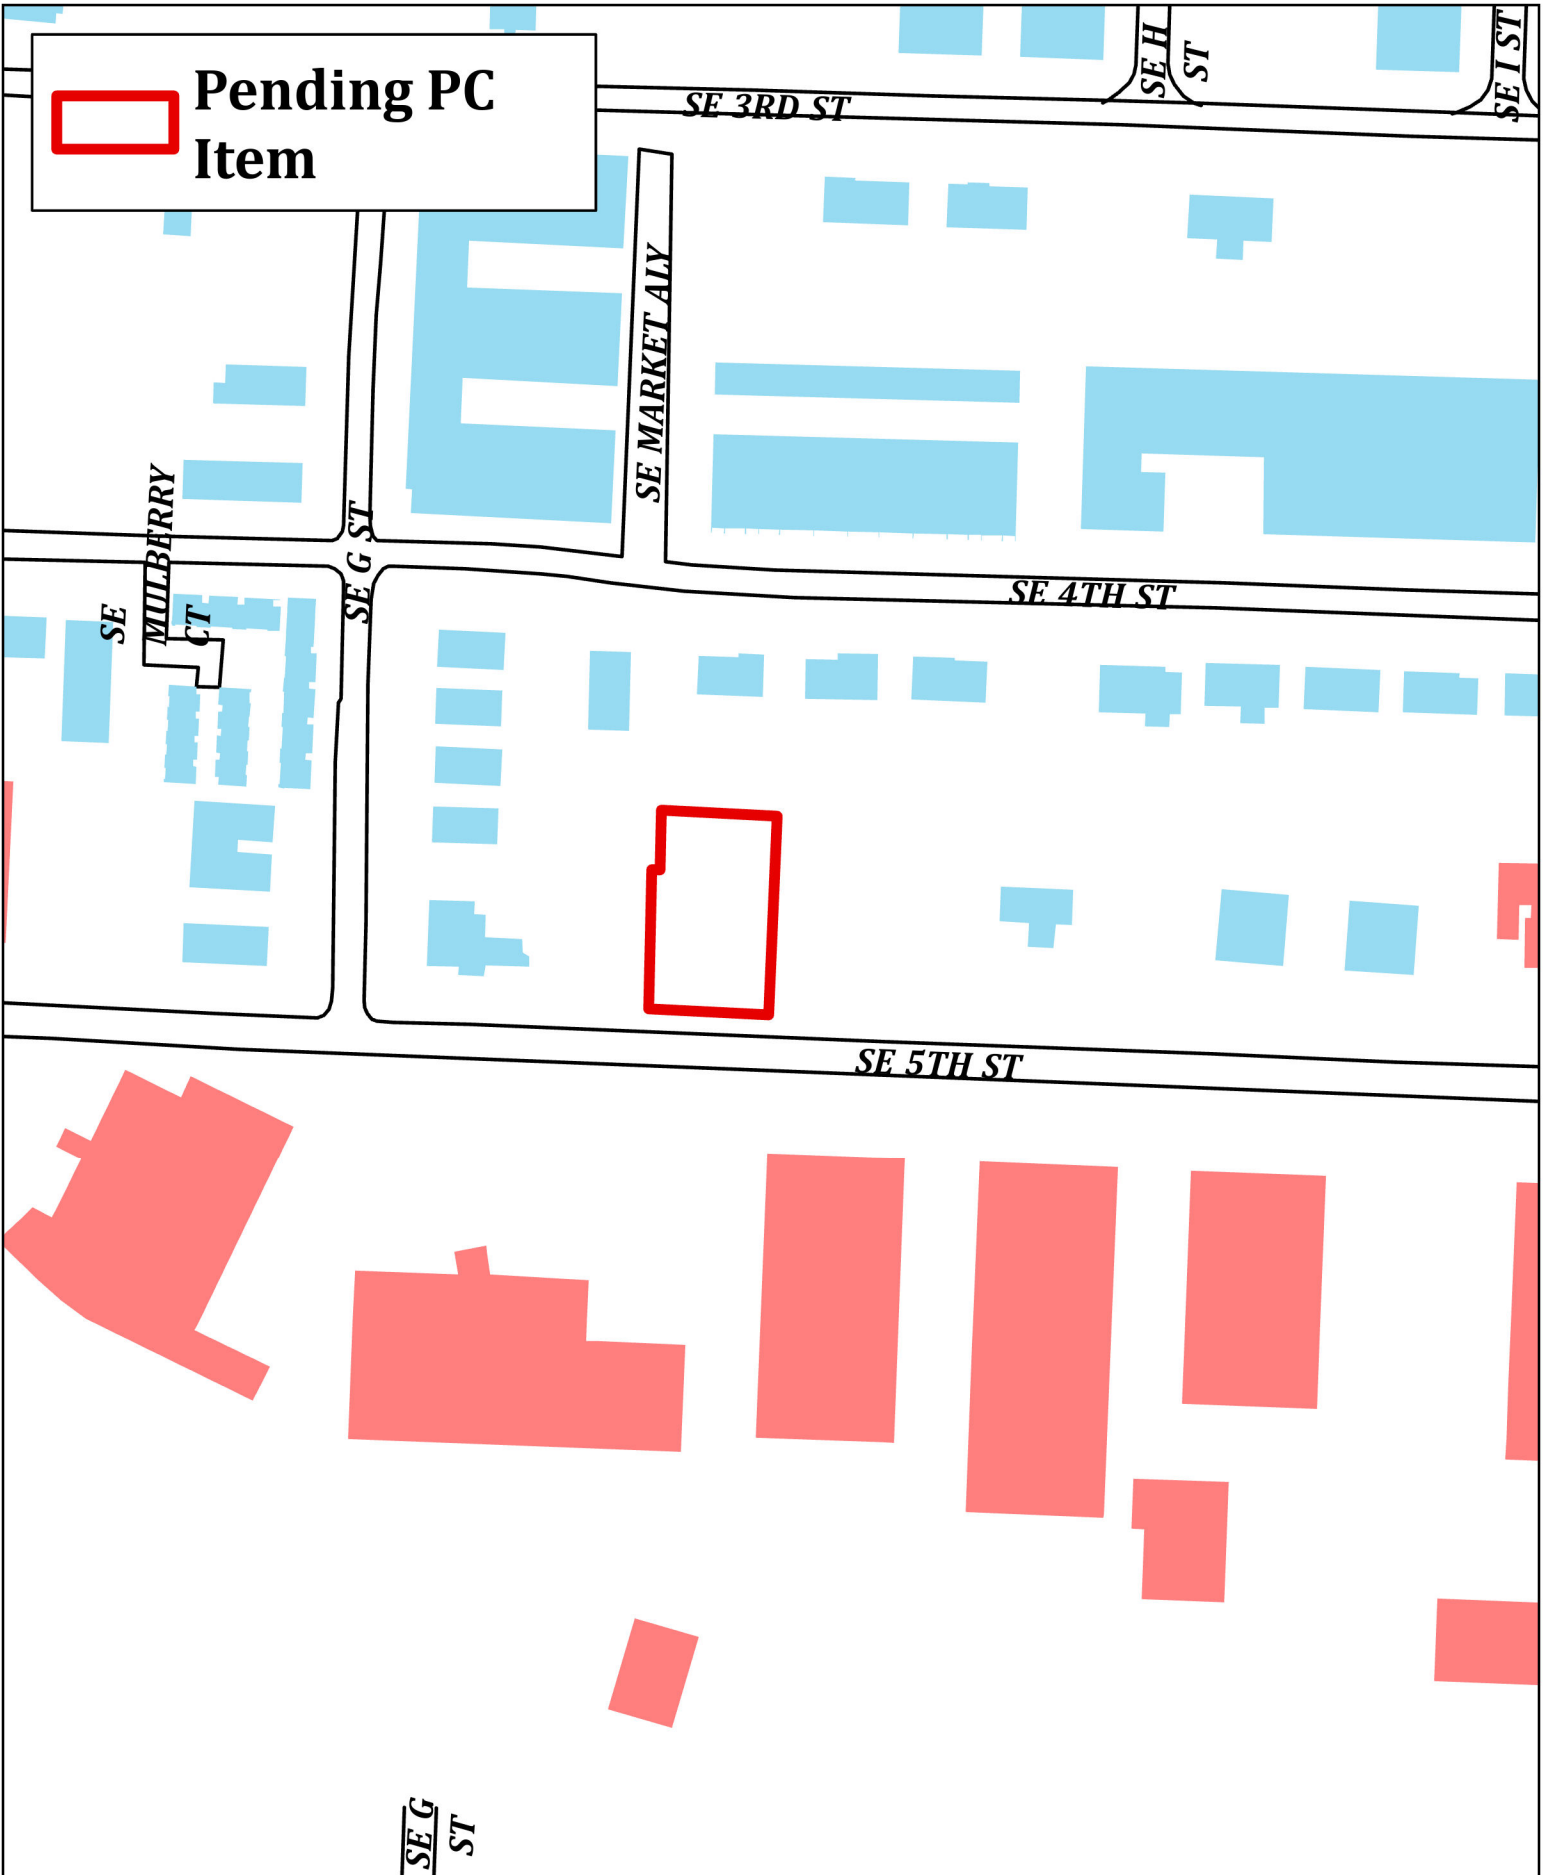 Pending PC
Item
SE 3RD ST
SE H
ST
SE I ST
SE MARKET ALY
SE G ST
SE
MULBERRY
CT
SE 4TH ST
SE 5TH ST
SE G
ST